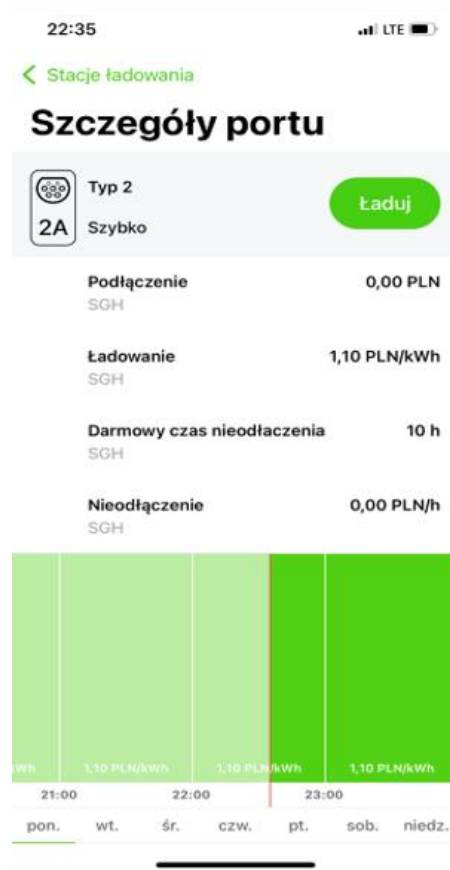 22:35 LTE
Stacje ładowania
Szczegóły portu
Typ 2
Ładuj
2A Szybko
Podłączenie 0,00 PLN
SGH
Ładowanie 1,10 PLN/kWh
SGH
Darmowy czas nieodłaczenia 10 h
SGH
Nieodłączenie 0,00 PLN/h
SGH
Wh 1,10 PLN/kWh 1,10 PLN/kWh 1,10 PLN/kWh
21:00 22:00 23:00
pon. wt. śr. czw. pt. sob. niedz.